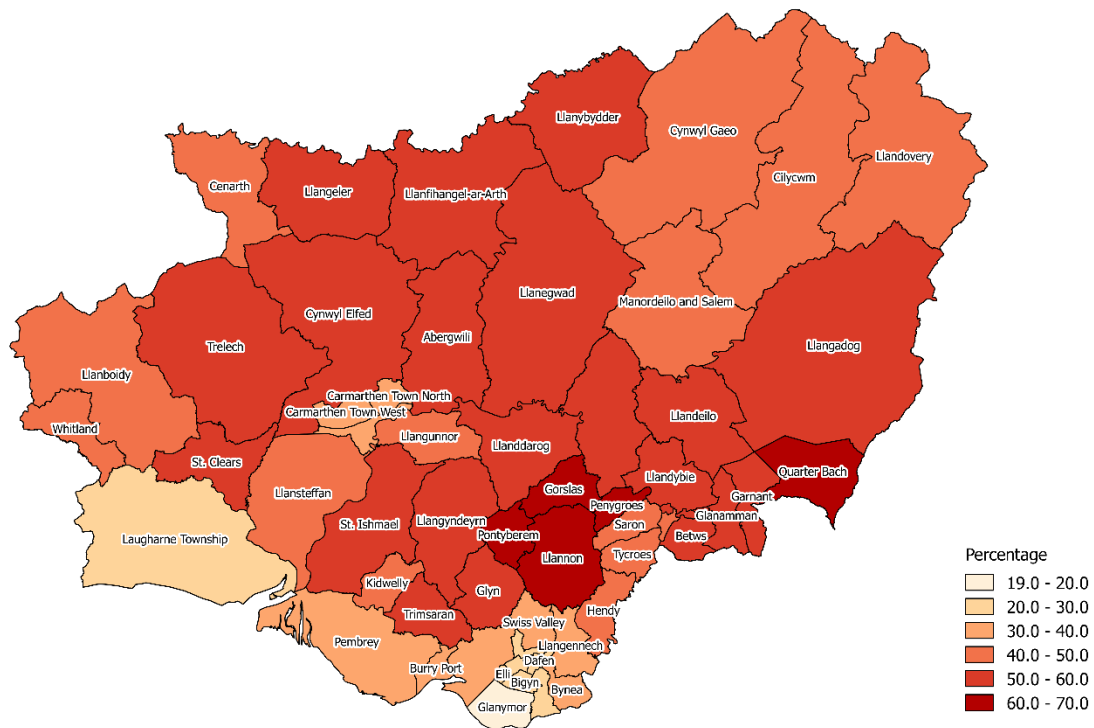 Llanybydder
Cynwyl Gaeo
Llandovery
Cilycwm
Cenarth
Llangeler
Llanfihangel-ar-Arth
Llanegwad
Manordeilo and Salem
Cynwyl Elfed
Abergwili
Trelech
Llangadog
Llanboidy
Carmarthen Town North
Carmarthen Town West
Llandeilo
Whitland
Llangunnor
Llanddarog
St. Clears
Llandybie
Quarter Bach
Llansteffan
Gorslas
Garnant
Penygroes
Glanamman
St. Ishmael
Llangyndeyrn
Saron
Pontyberem
Betws
Laugharne Township
Llannon
Tycroes
Kidwelly
Glyn
Trimsaran
Hendy
Swiss Valley
Pembrey
Llangennech
Dafen
Burry Port
Elli
Bigyn
Bynea
Glanymor
Percentage
19.0 - 20.0
20.0 - 30.0
30.0 - 40.0
40.0 - 50.0
50.0 - 60.0
60.0 - 70.0